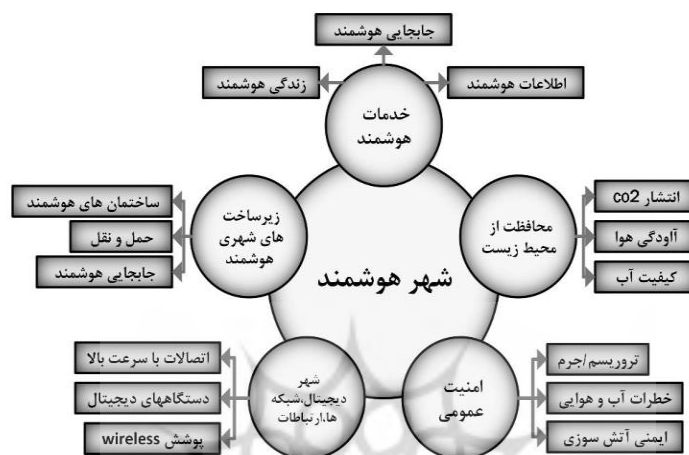 جابجایی هوشمند
زندگی هوشمند
اطلاعات هوشمند
خدمات
هوشمند
ساختمان های هوشمند
حمل و نقل
جابجایی هوشمند
زیرساخت
های شهری
هوشمند
محافظت از
محیط زیست
انتشار co2
آاودگی هوا
کیفیت آب
شهر هوشمند
اتصالات با سرعت بالا
دستگاههای دیجیتال
پوشش wireless
شهر
دیجیتال،شبکه
ها،ارتباطات
امنیت
عمومی
تروریسم/جرم
خطرات آب و هوایی
ایمنی آتش سوزی